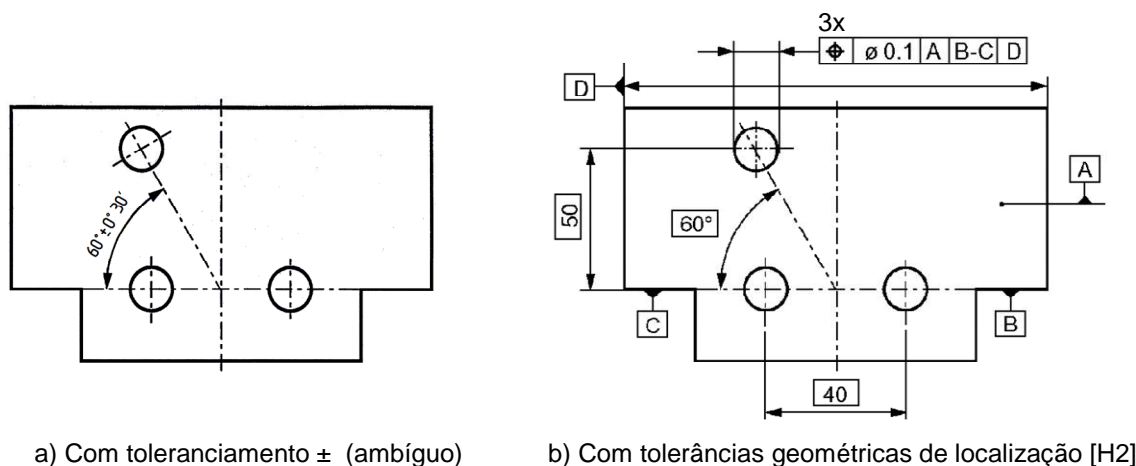 3x
⌖ ø 0.1 A B-C D
D
A
60°±0°30'
50
60°
C
B
40
a) Com toleranciamento ± (ambíguo)
b) Com tolerâncias geométricas de localização [H2]